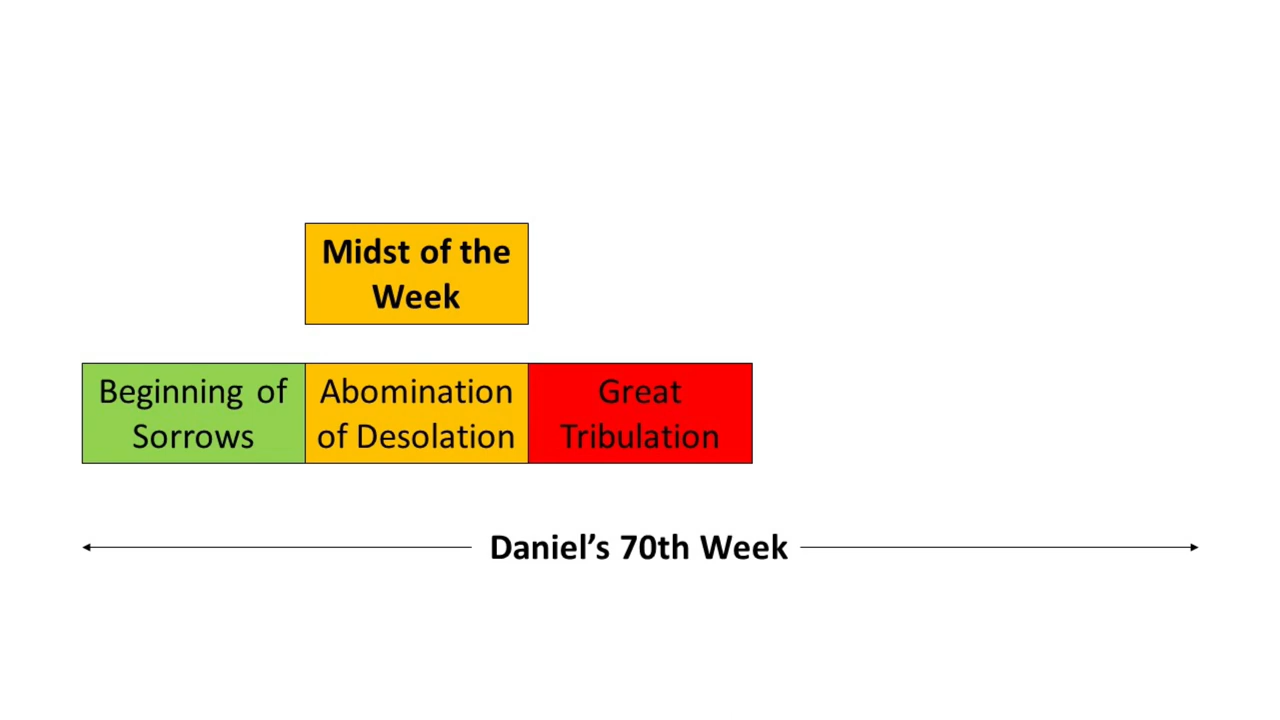 Midst of the
Week
Beginning of
Sorrows
Abomination
of Desolation
Great
Tribulation
Daniel’s 70th Week